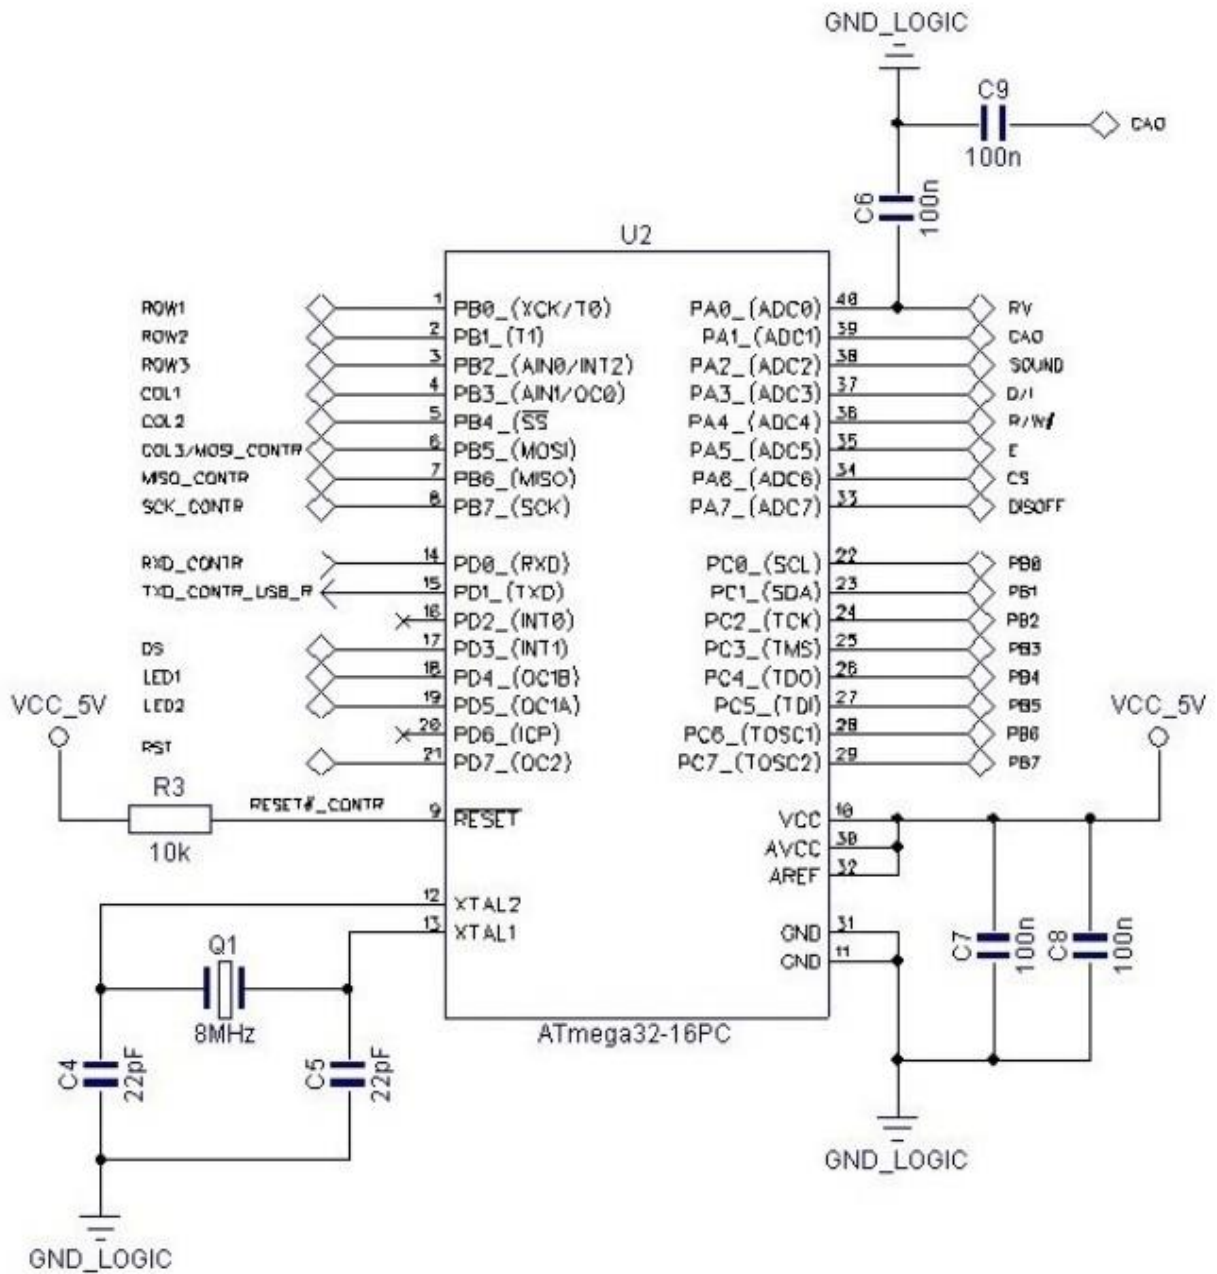 GND_LOGIC
C9
100n
CAO
C6
100n
U2
ROW1 1 PB0_(XCK/T0) PA0_(ADC0) 40 RV
ROW2 2 PB1_(T1) PA1_(ADC1) 39 CAO
ROW3 3 PB2_(AIN0/INT2) PA2_(ADC2) 38 SOUND
COL1 4 PB3_(AIN1/OC0) PA3_(ADC3) 37 D/I
COL2 5 PB4_(SS PA4_(ADC4) 36 R/W#
COL3/MOSI_CONTR 6 PB5_(MOSI) PA5_(ADC5) 35 E
MISO_CONTR 7 PB6_(MISO) PA6_(ADC6) 34 CS
SCK_CONTR 8 PB7_(SCK) PA7_(ADC7) 33 DISOFF
RXD_CONTR 14 PD0_(RXD) PC0_(SCL) 22 PB0
TXD_CONTR_USB_R 15 PD1_(TXD) PC1_(SDA) 23 PB1
16 PD2_(INT0) PC2_(TCK) 24 PB2
DS 17 PD3_(INT1) PC3_(TMS) 25 PB3
LED1 18 PD4_(OC1B) PC4_(TDO) 26 PB4
LED2 19 PD5_(OC1A) PC5_(TDI) 27 PB5
20 PD6_(ICP) PC6_(TOSC1) 28 PB6
RST 21 PD7_(OC2) PC7_(TOSC2) 29 PB7
VCC_5V
VCC_5V
R3
10k
RESET#_CONTR 9 RESET VCC 10
AVCC 30
AREF 32
12 XTAL2
13 XTAL1 GND 31
GND 11
Q1
8MHz
C7
100n
C8
100n
ATmega32-16PC
C4
22pF
C5
22pF
GND_LOGIC
GND_LOGIC